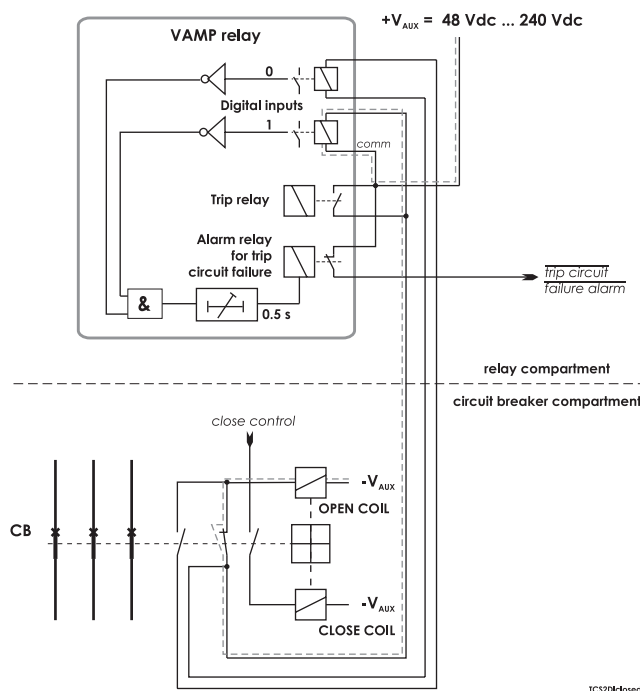 +VAUX = 48 Vdc ... 240 Vdc
VAMP relay
0
Digital inputs
1
comm
Trip relay
Alarm relay
for trip
circuit failure
&
0.5 s
trip circuit
failure alarm
relay compartment
circuit breaker compartment
close control
-VAUX
OPEN COIL
CB
-VAUX
CLOSE COIL
TCS2DIclosed